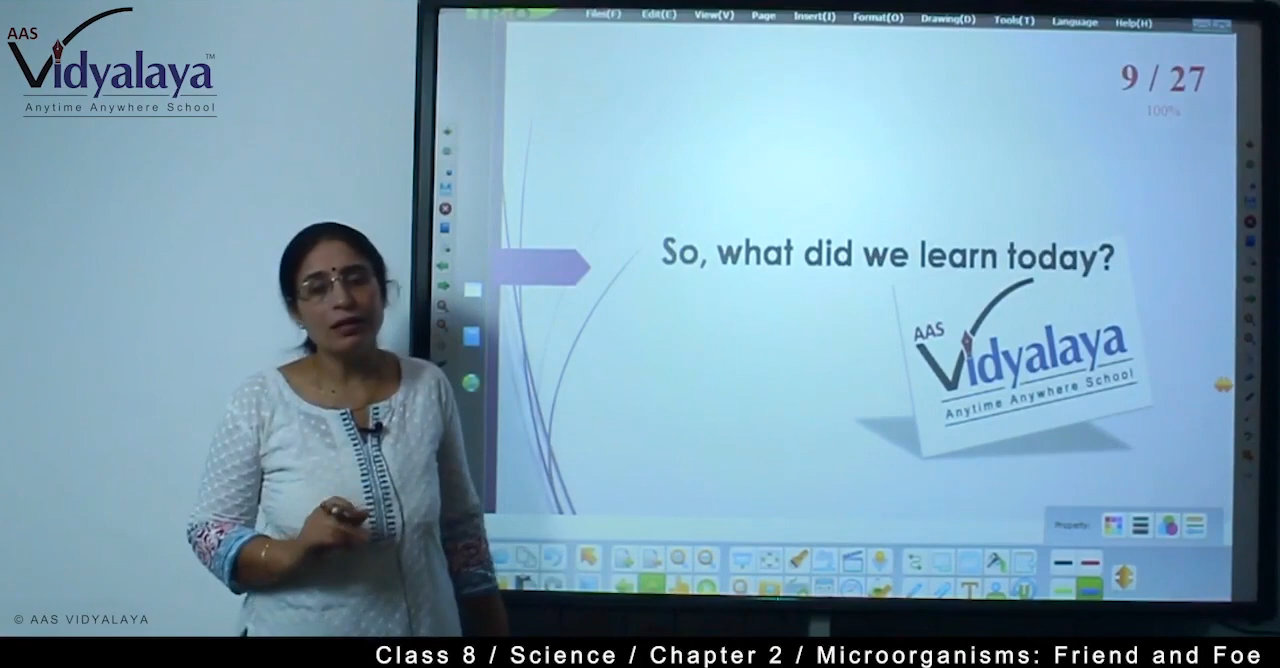 AAS
Vidyalaya™
Anytime Anywhere School
Files(F) Edit(E) View(V) Page Insert(I) Format(O) Drawing(D) Tools(T) Language Help(H)
9 / 27
100%
So, what did we learn today?
AAS
Vidyalaya
Anytime Anywhere School
Property:
© AAS VIDYALAYA
Class 8 / Science / Chapter 2 / Microorganisms: Friend and Foe